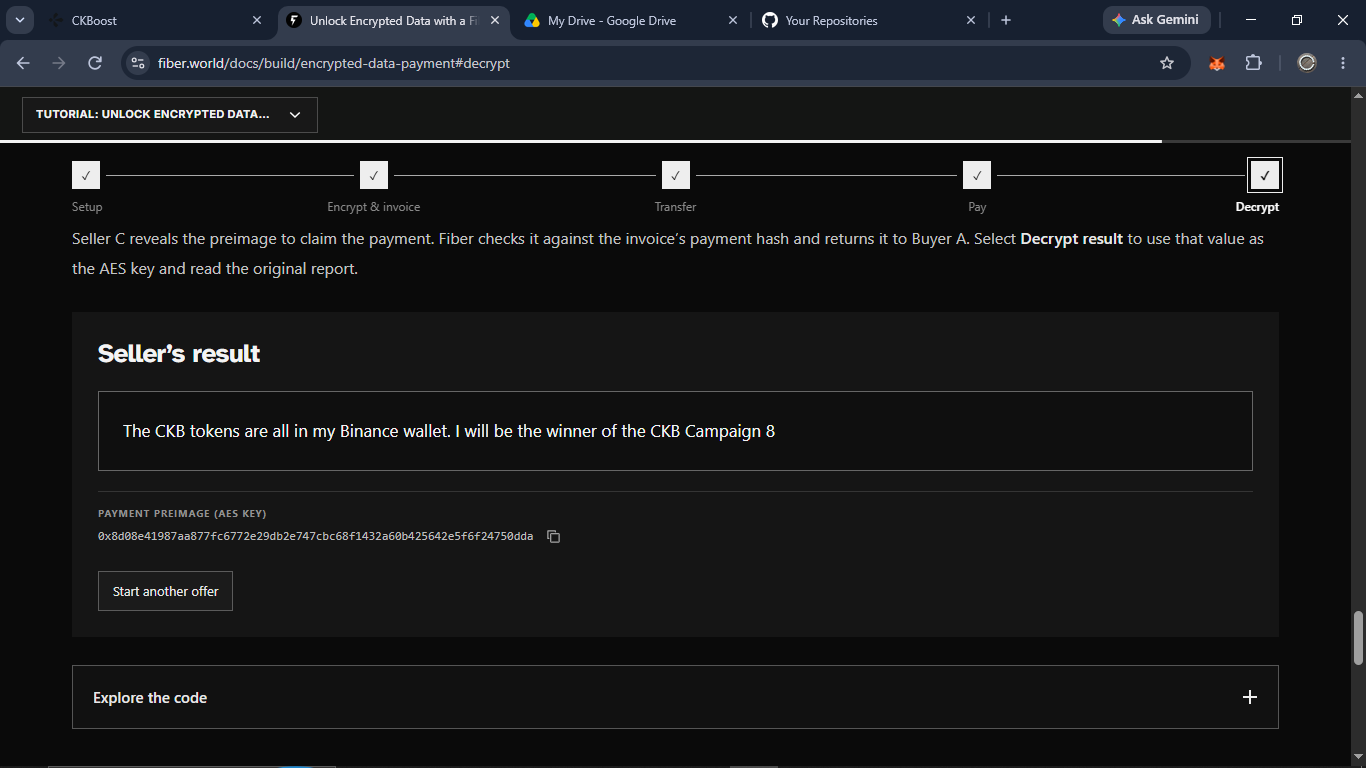 CKBoost
Unlock Encrypted Data with a Fi
My Drive - Google Drive
Your Repositories
Ask Gemini
fiber.world/docs/build/encrypted-data-payment#decrypt
TUTORIAL: UNLOCK ENCRYPTED DATA...
Setup
Encrypt & invoice
Transfer
Pay
Decrypt
Seller C reveals the preimage to claim the payment. Fiber checks it against the invoice’s payment hash and returns it to Buyer A. Select Decrypt result to use that value as
the AES key and read the original report.
Seller’s result
The CKB tokens are all in my Binance wallet. I will be the winner of the CKB Campaign 8
PAYMENT PREIMAGE (AES KEY)
0x8d08e41987aa877fc6772e29db2e747cbc68f1432a60b425642e5f6f24750dda
Start another offer
Explore the code